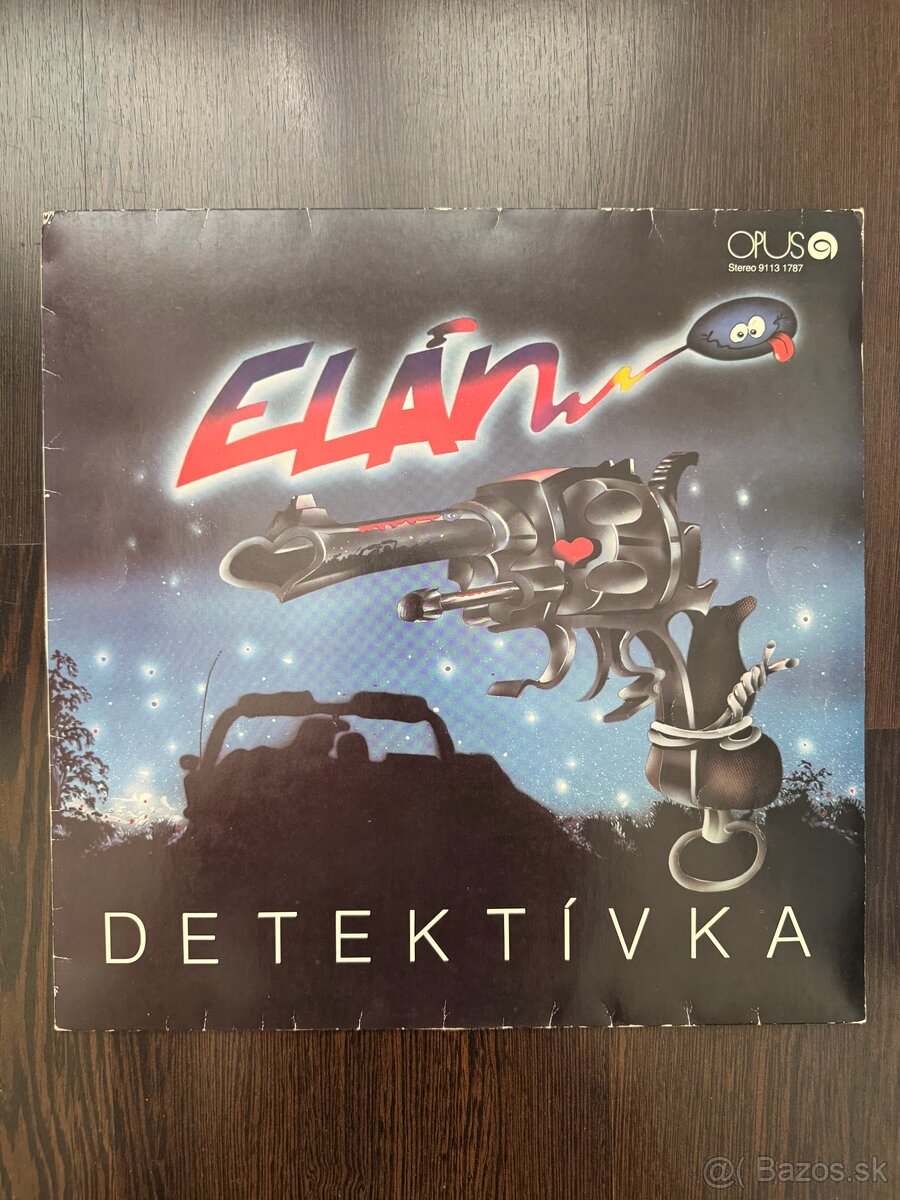 OPUS
Stereo 9113 1787
ELÁN
DETEKTÍVKA
@( Bazos.sk